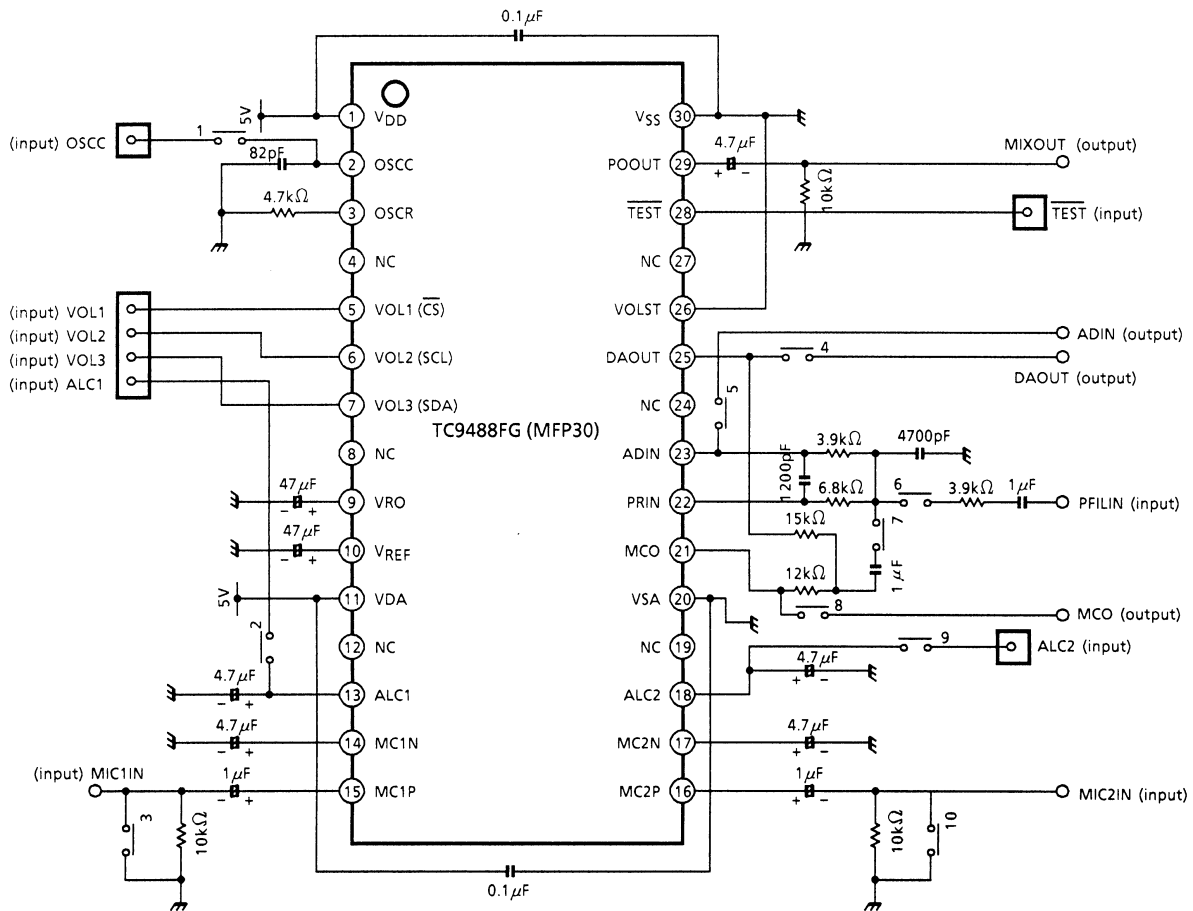 0.1μF
5V
1 VDD
30 VSS
(input) OSCC
1
82pF
2 OSCC
4.7μF
+ -
29 POOUT
MIXOUT (output)
10kΩ
4.7kΩ
3 OSCR
28 TEST
TEST (input)
4 NC
27 NC
(input) VOL1
5 VOL1 (CS)
26 VOLST
(input) VOL2
6 VOL2 (SCL)
25 DAOUT
4
ADIN (output)
DAOUT (output)
(input) VOL3
7 VOL3 (SDA)
24 NC
5
(input) ALC1
TC9488FG (MFP30)
8 NC
23 ADIN
3.9kΩ
4700pF
1200pF
47μF
- +
9 VRO
22 PRIN
6.8kΩ
6
3.9kΩ
1μF
PFILIN (input)
7
15kΩ
47μF
- +
10 VREF
21 MCO
12kΩ
1μF
8
MCO (output)
5V
11 VDA
20 VSA
2
12 NC
19 NC
9
ALC2 (input)
4.7μF
- +
13 ALC1
18 ALC2
4.7μF
+ -
4.7μF
- +
14 MC1N
17 MC2N
4.7μF
+ -
(input) MIC1IN
1μF
- +
15 MC1P
16 MC2P
1μF
+ -
MIC2IN (input)
3
10kΩ
10kΩ
10
0.1μF